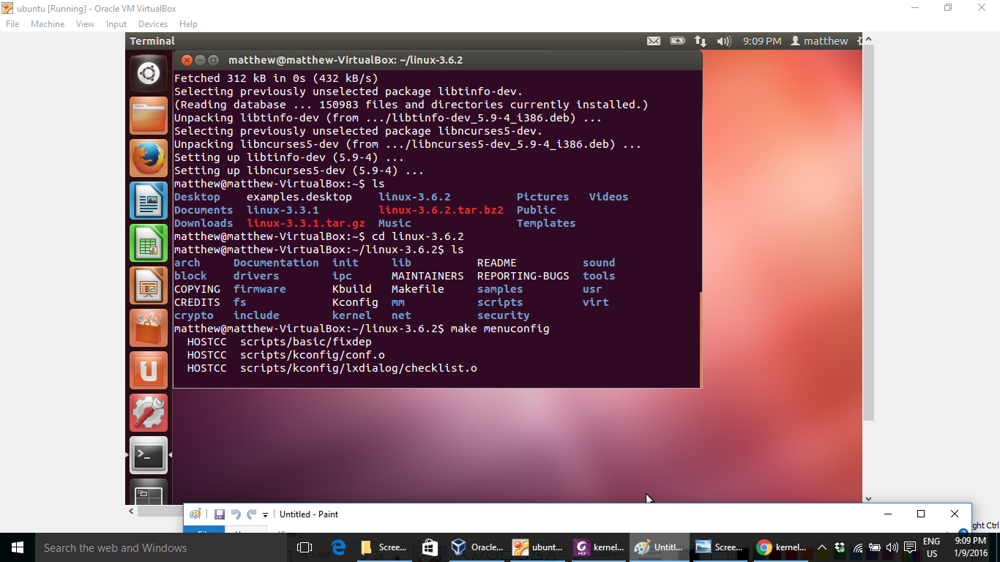 ubuntu [Running] - Oracle VM VirtualBox
File Machine View Input Devices Help
Terminal 9:09 PM matthew
matthew@matthew-VirtualBox: ~/linux-3.6.2
Fetched 312 kB in 0s (432 kB/s)
Selecting previously unselected package libtinfo-dev.
(Reading database ... 150983 files and directories currently installed.)
Unpacking libtinfo-dev (from .../libtinfo-dev_5.9-4_i386.deb) ...
Selecting previously unselected package libncurses5-dev.
Unpacking libncurses5-dev (from .../libncurses5-dev_5.9-4_i386.deb) ...
Setting up libtinfo-dev (5.9-4) ...
Setting up libncurses5-dev (5.9-4) ...
matthew@matthew-VirtualBox:~$ ls
Desktop examples.desktop linux-3.6.2 Pictures Videos
Documents linux-3.3.1 linux-3.6.2.tar.bz2 Public
Downloads linux-3.3.1.tar.gz Music Templates
matthew@matthew-VirtualBox:~$ cd linux-3.6.2
matthew@matthew-VirtualBox:~/linux-3.6.2$ ls
arch Documentation init lib README sound
block drivers ipc MAINTAINERS REPORTING-BUGS tools
COPYING firmware Kbuild Makefile samples usr
CREDITS fs Kconfig mm scripts virt
crypto include kernel net security
matthew@matthew-VirtualBox:~/linux-3.6.2$ make menuconfig
HOSTCC scripts/basic/fixdep
HOSTCC scripts/kconfig/conf.o
HOSTCC scripts/kconfig/lxdialog/checklist.o
Untitled - Paint
ght Ctrl
View
Search the web and Windows Scree... Oracle... ubunt... kernel... Untitl... Scree... kernel... ENG 9:09 PM
US 1/9/2016